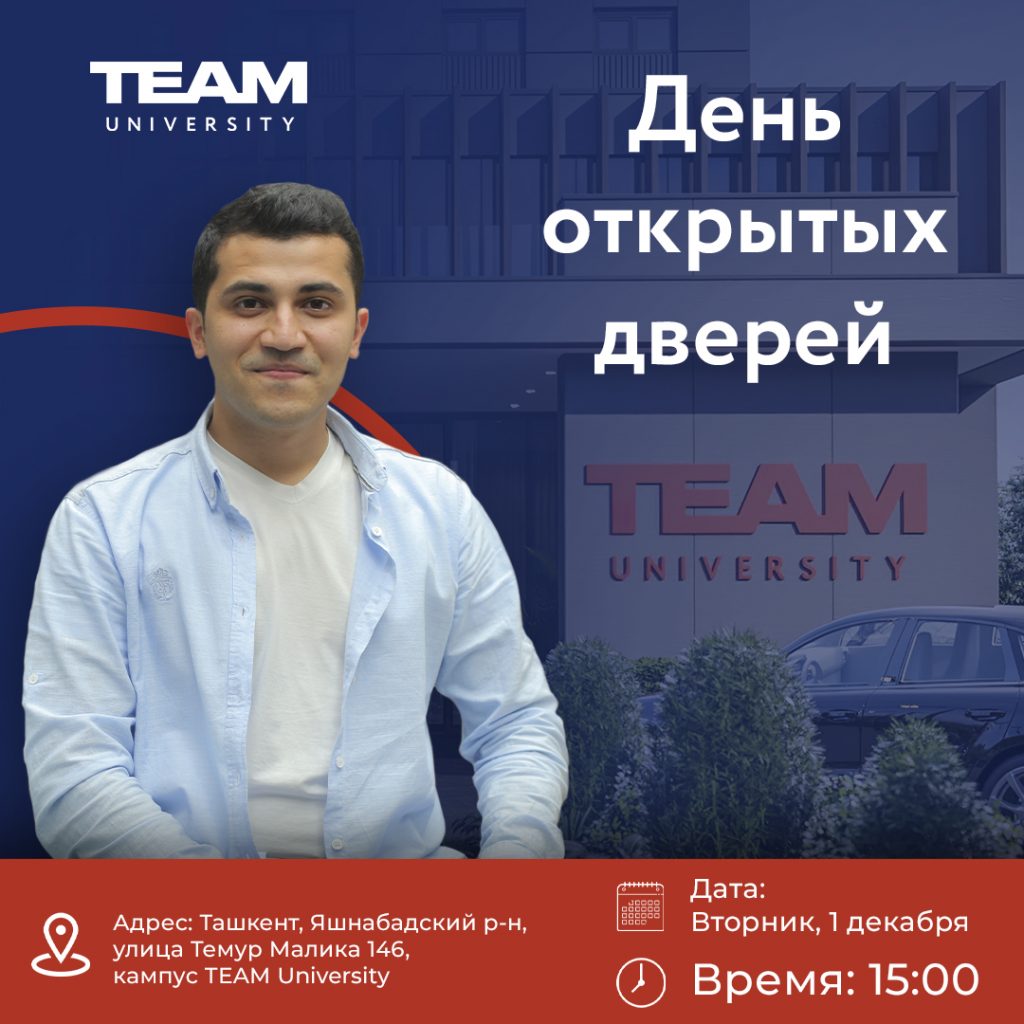 TEAM
UNIVERSITY
День
открытых
дверей
TEAM
UNIVERSITY
Адрес: Ташкент, Яшнабадский р-н,
улица Темур Малика 146,
кампус TEAM University
Дата:
Вторник, 1 декабря
Время: 15:00